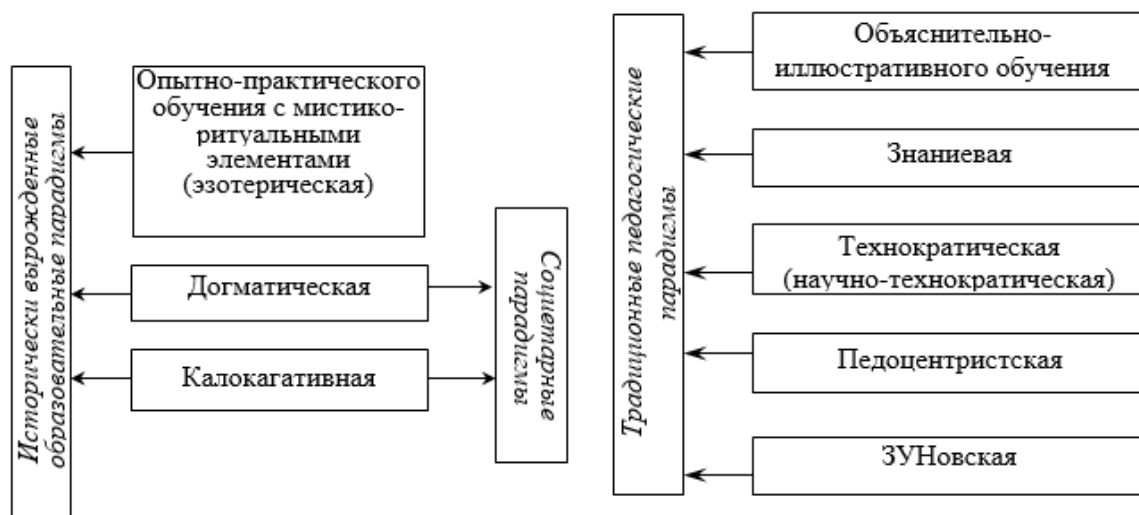 Исторически вырожденные
образовательные парадигмы
Опытно-практического
обучения с мистико-
ритуальными
элементами
(эзотерическая)
Догматическая
Калокагативная
Социетарные
парадигмы
Традиционные педагогические
парадигмы
Объяснительно-
иллюстративного обучения
Знаниевая
Технократическая
(научно-технократическая)
Педоцентристская
ЗУНовская